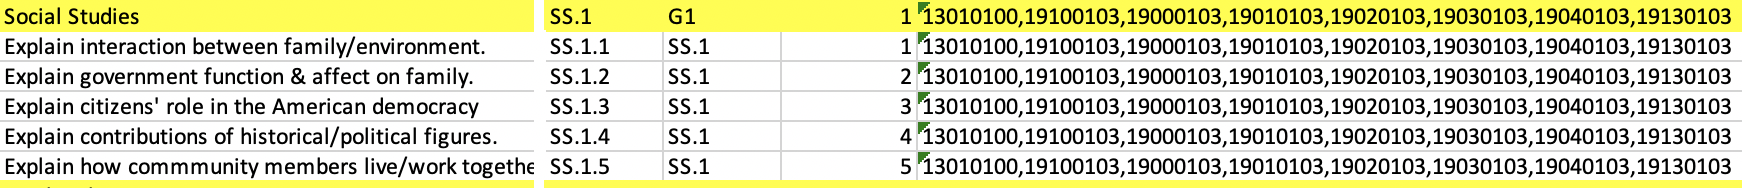 Social Studies SS.1 G1 1 13010100,19100103,19000103,19010103,19020103,19030103,19040103,19130103
Explain interaction between family/environment. SS.1.1 SS.1 1 13010100,19100103,19000103,19010103,19020103,19030103,19040103,19130103
Explain government function & affect on family. SS.1.2 SS.1 2 13010100,19100103,19000103,19010103,19020103,19030103,19040103,19130103
Explain citizens' role in the American democracy SS.1.3 SS.1 3 13010100,19100103,19000103,19010103,19020103,19030103,19040103,19130103
Explain contributions of historical/political figures. SS.1.4 SS.1 4 13010100,19100103,19000103,19010103,19020103,19030103,19040103,19130103
Explain how commmunity members live/work togethe SS.1.5 SS.1 5 13010100,19100103,19000103,19010103,19020103,19030103,19040103,19130103